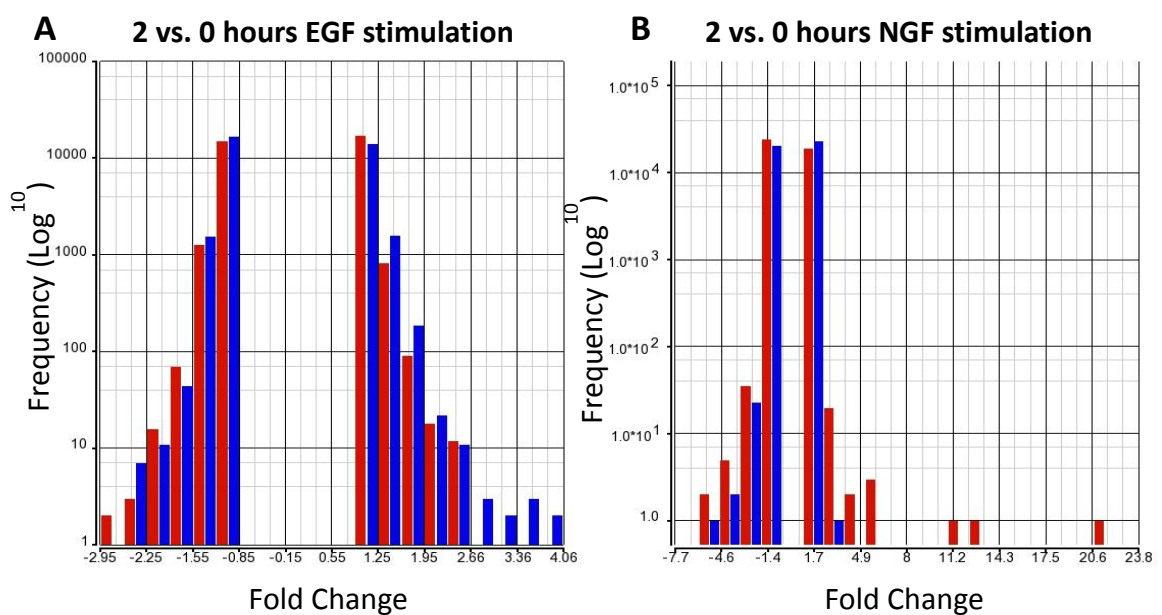 A 2 vs. 0 hours EGF stimulation
100000
10000
1000
100
10
1
Frequency (Log 10)
-2.95 -2.25 -1.55 -0.85 -0.15 0.55 1.25 1.95 2.66 3.36 4.06
Fold Change
B 2 vs. 0 hours NGF stimulation
1.0*10 5
1.0*10 4
1.0*10 3
1.0*10 2
1.0*10 1
1.0
Frequency (Log 10)
-7.7 -4.6 -1.4 1.7 4.9 8 11.2 14.3 17.5 20.6 23.8
Fold Change